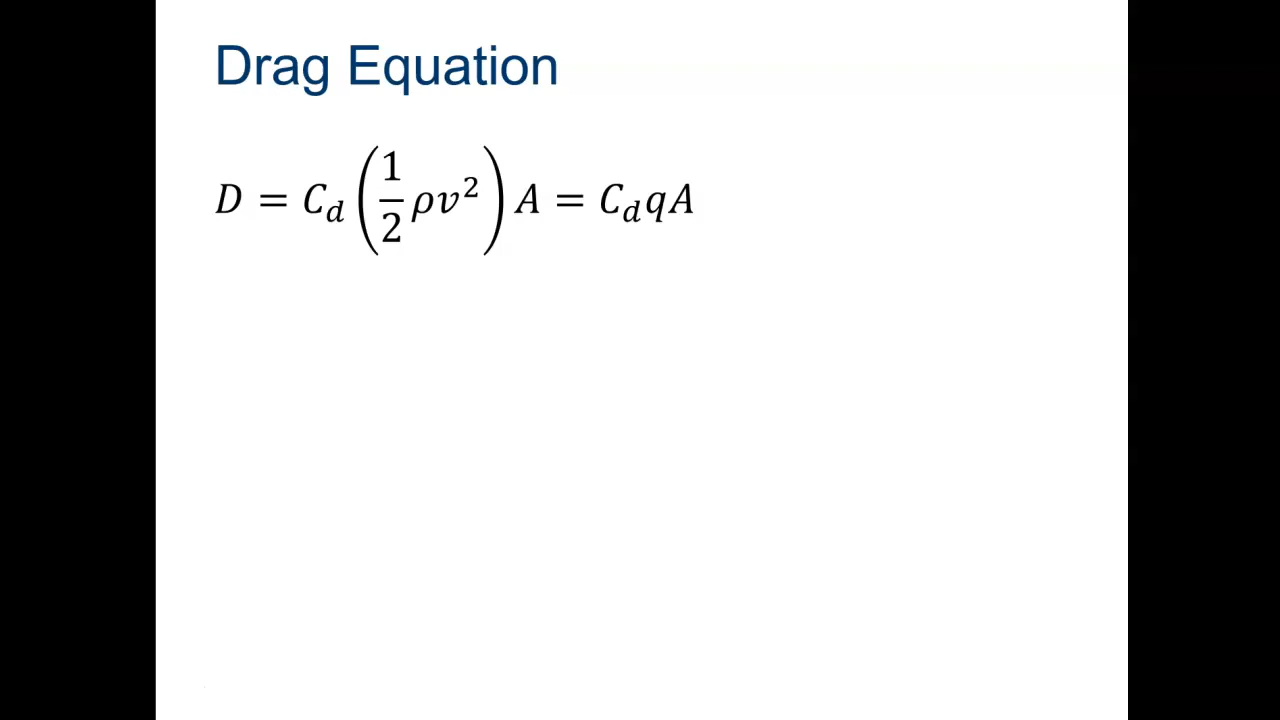 Drag Equation
D = C_d (1/2 ρv²) A = C_d qA